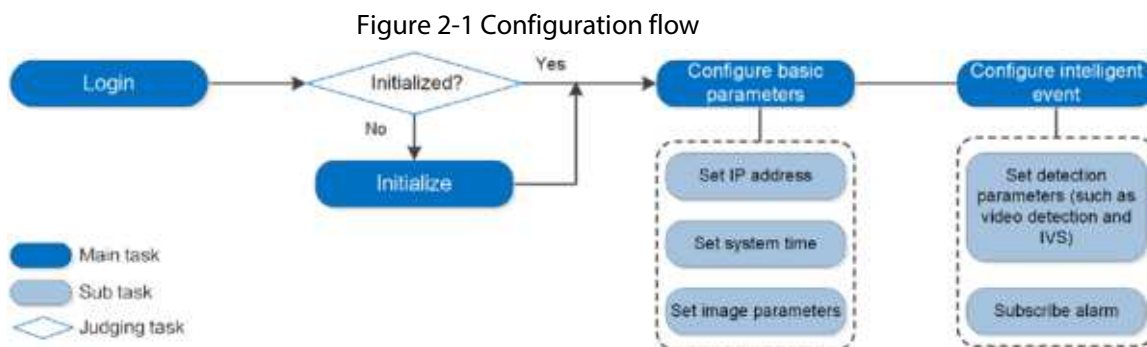 Figure 2-1 Configuration flow
Login
Initialized?
Yes
No
Initialize
Configure basic
parameters
Set IP address
Set system time
Set image parameters
Configure intelligent
event
Set detection
parameters (such as
video detection and
IVS)
Subscribe alarm
Main task
Sub task
Judging task